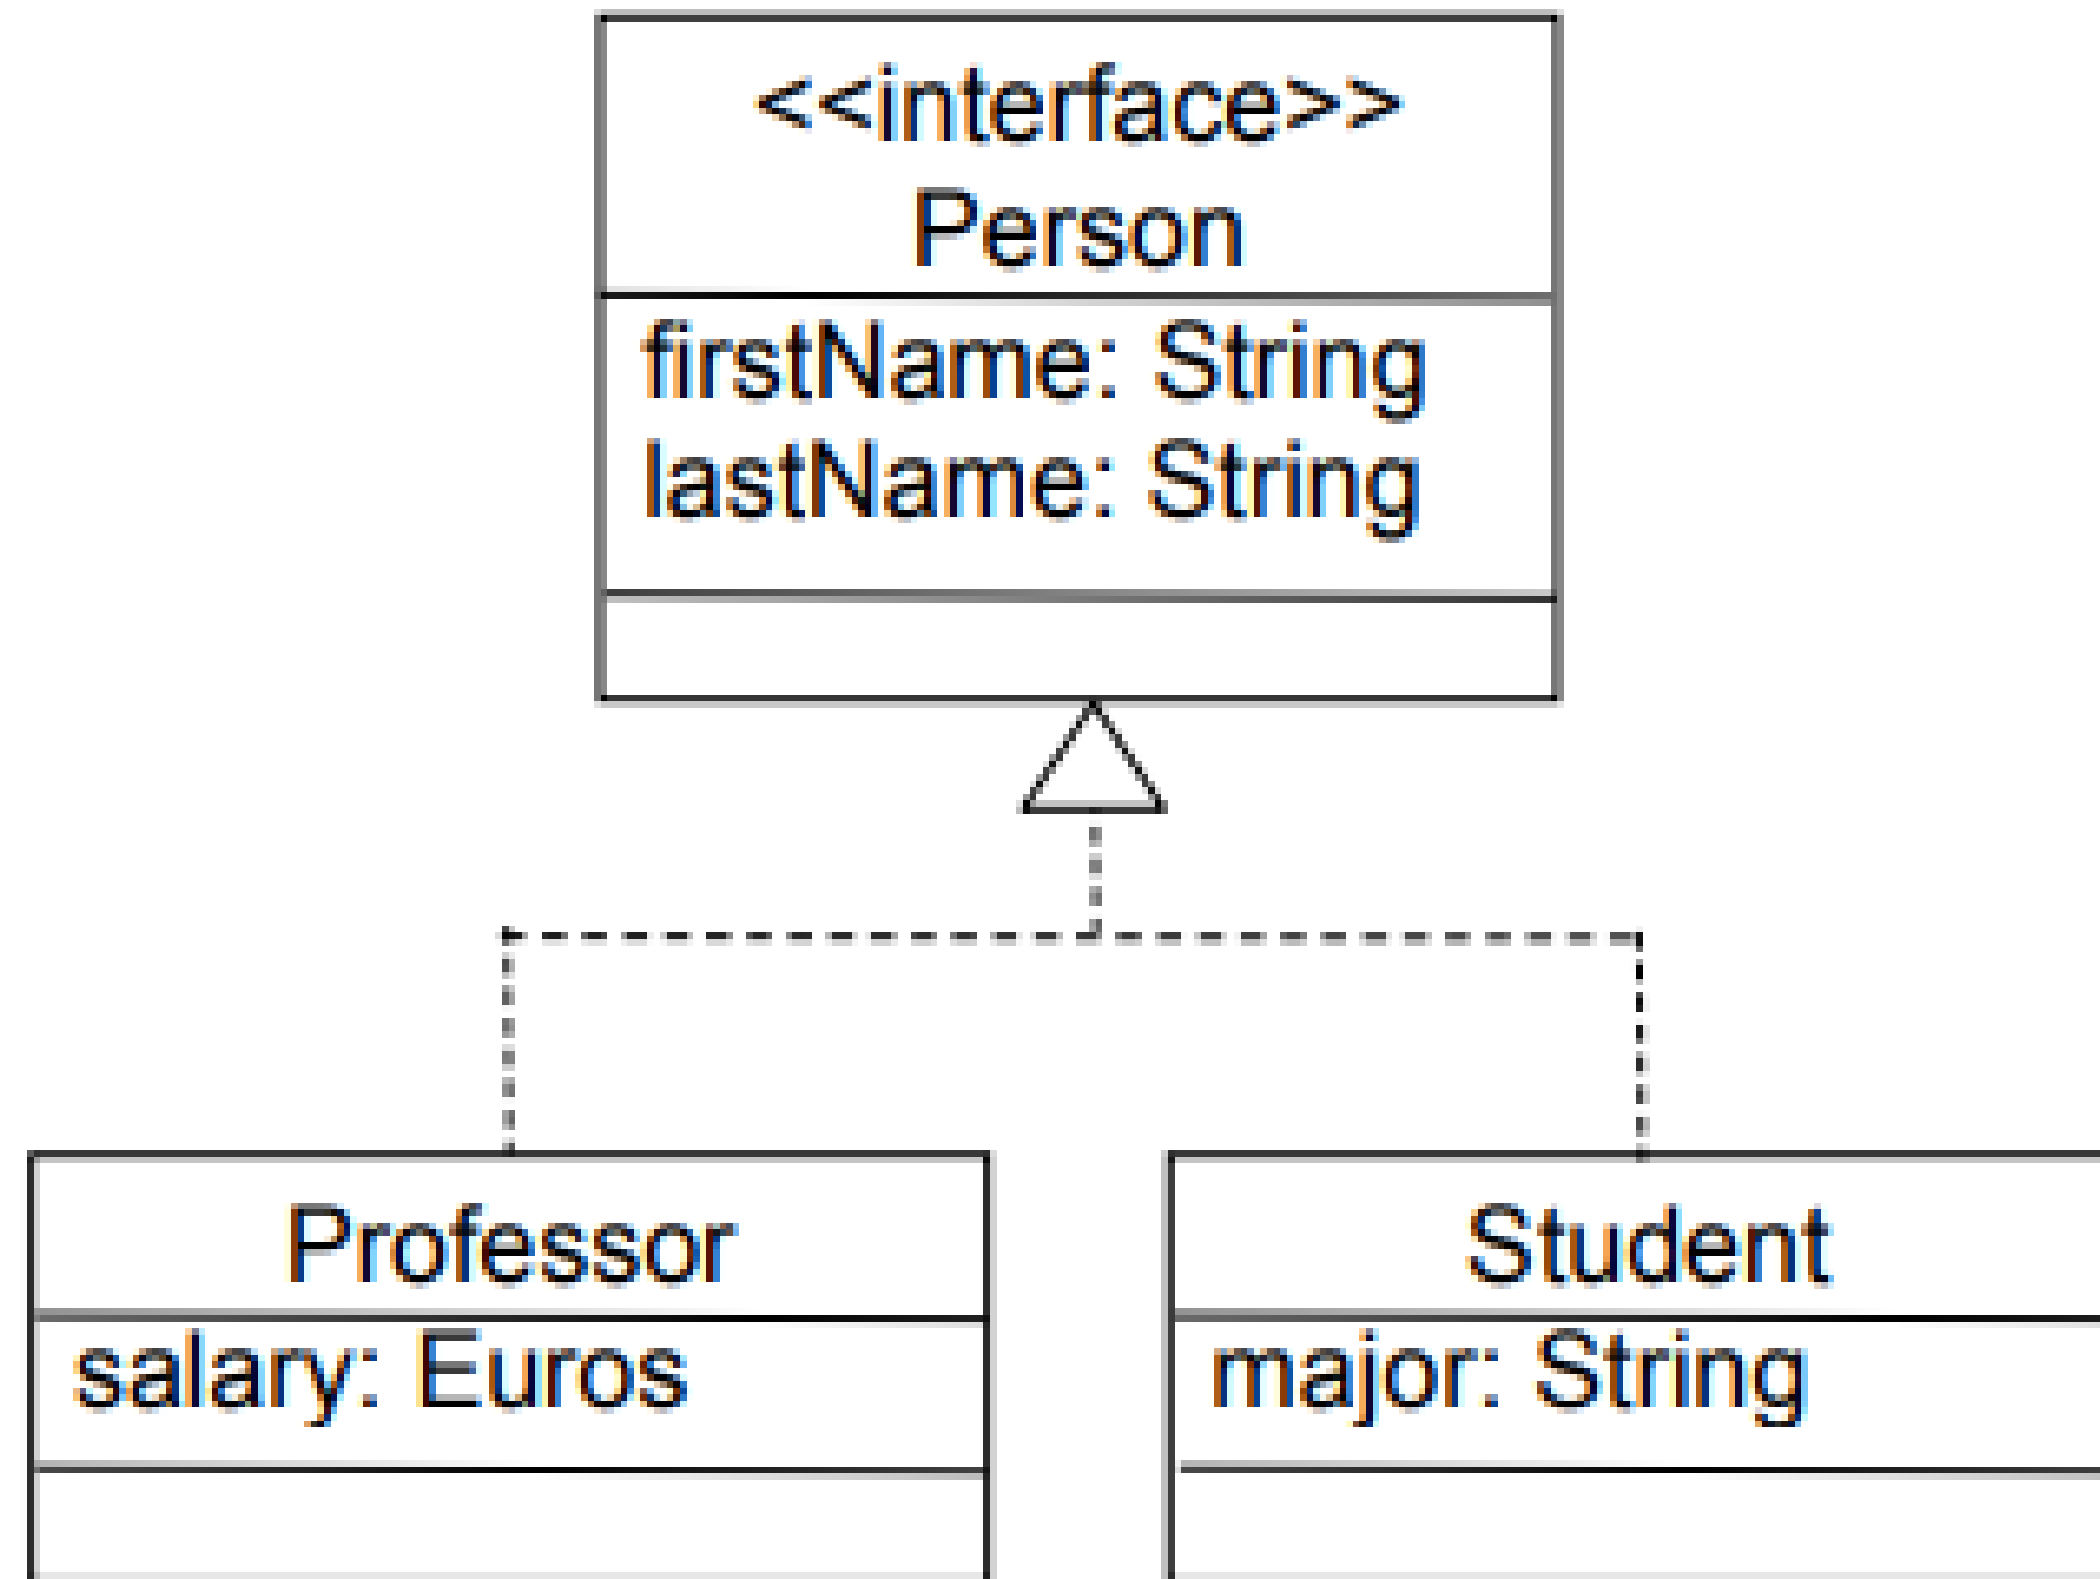 <<interface>>
Person
firstName: String
lastName: String
Professor
salary: Euros
Student
major: String